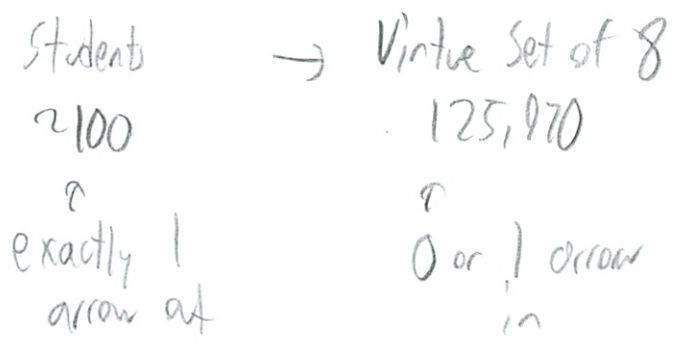 Students → Virtue Set of 8
~100 125,970
↑ ↑
exactly 1 0 or 1 arrow
arrow out in